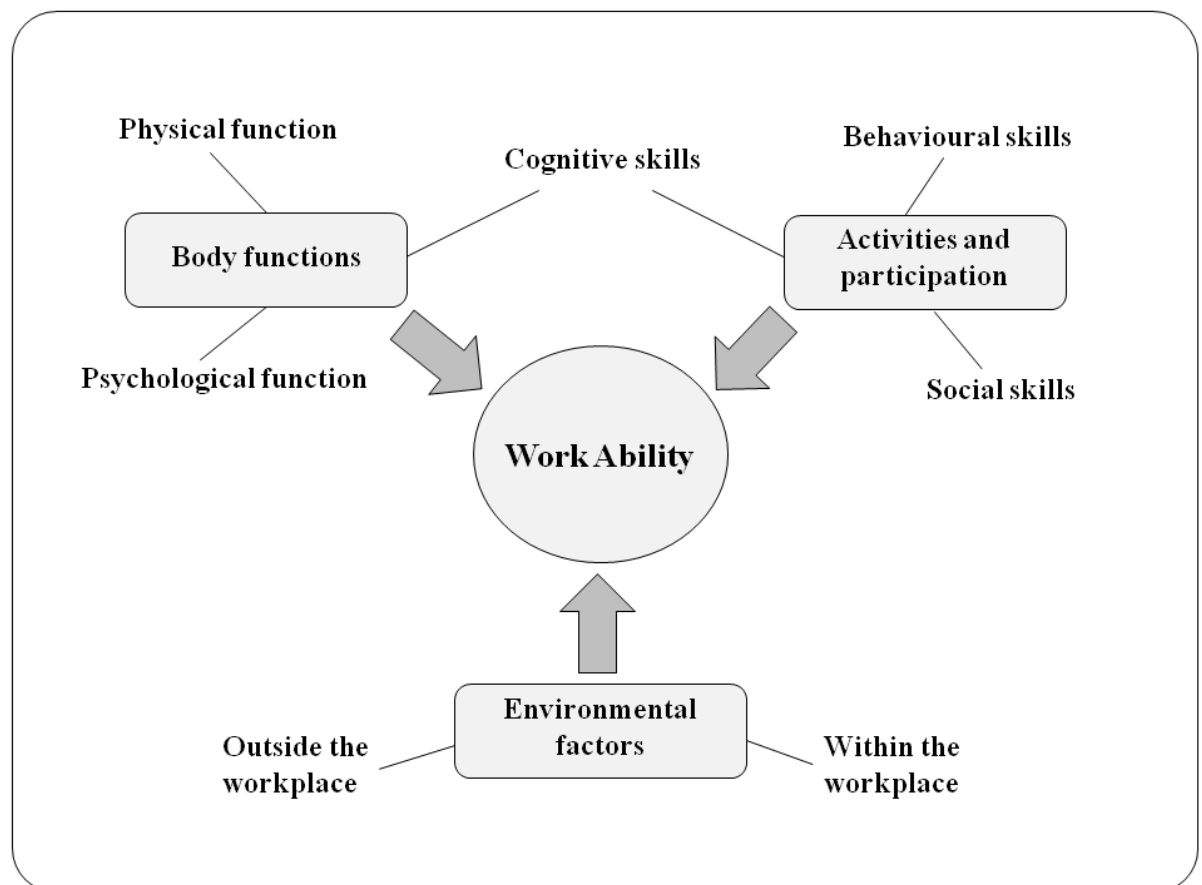 Physical function
Cognitive skills
Behavioural skills
Body functions
Activities and
participation
Psychological function
Social skills
Work Ability
Environmental
factors
Outside the
workplace
Within the
workplace